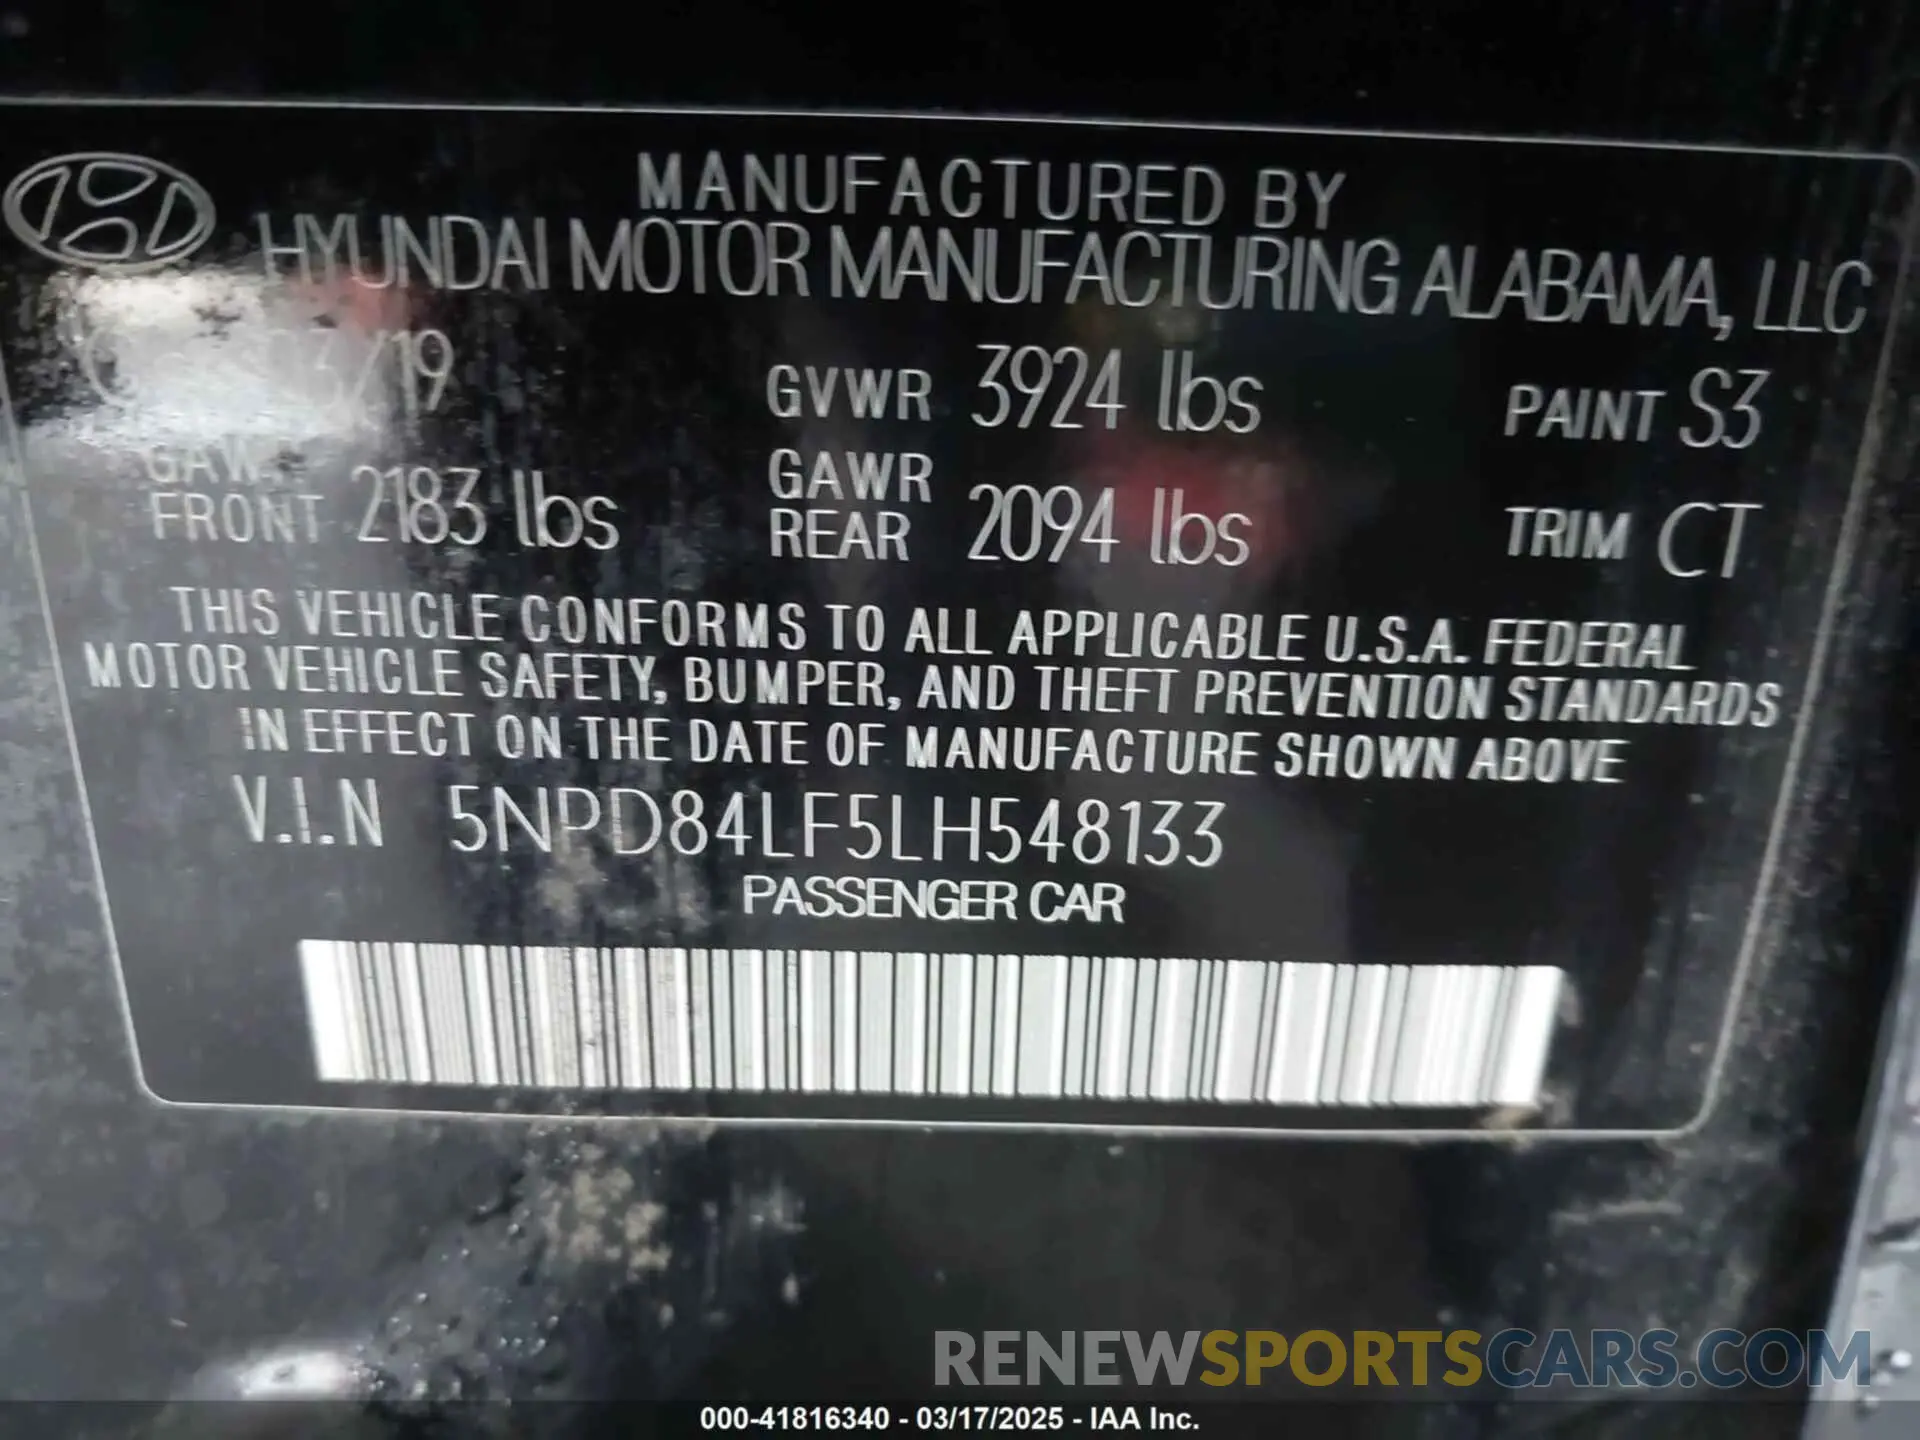 MANUFACTURED BY
HYUNDAI MOTOR MANUFACTURING ALABAMA, LLC
GVWR 3924 lbs PAINT S3
FRONT 2183 lbs GAWR REAR 2094 lbs TRIM CT
THIS VEHICLE CONFORMS TO ALL APPLICABLE U.S.A. FEDERAL
MOTOR VEHICLE SAFETY, BUMPER, AND THEFT PREVENTION STANDARDS
IN EFFECT ON THE DATE OF MANUFACTURE SHOWN ABOVE
V.I.N 5NPD84LF5LH548133
PASSENGER CAR
RENEWSPORTSCARS.COM
000-41816340 - 03/17/2025 - IAA Inc.